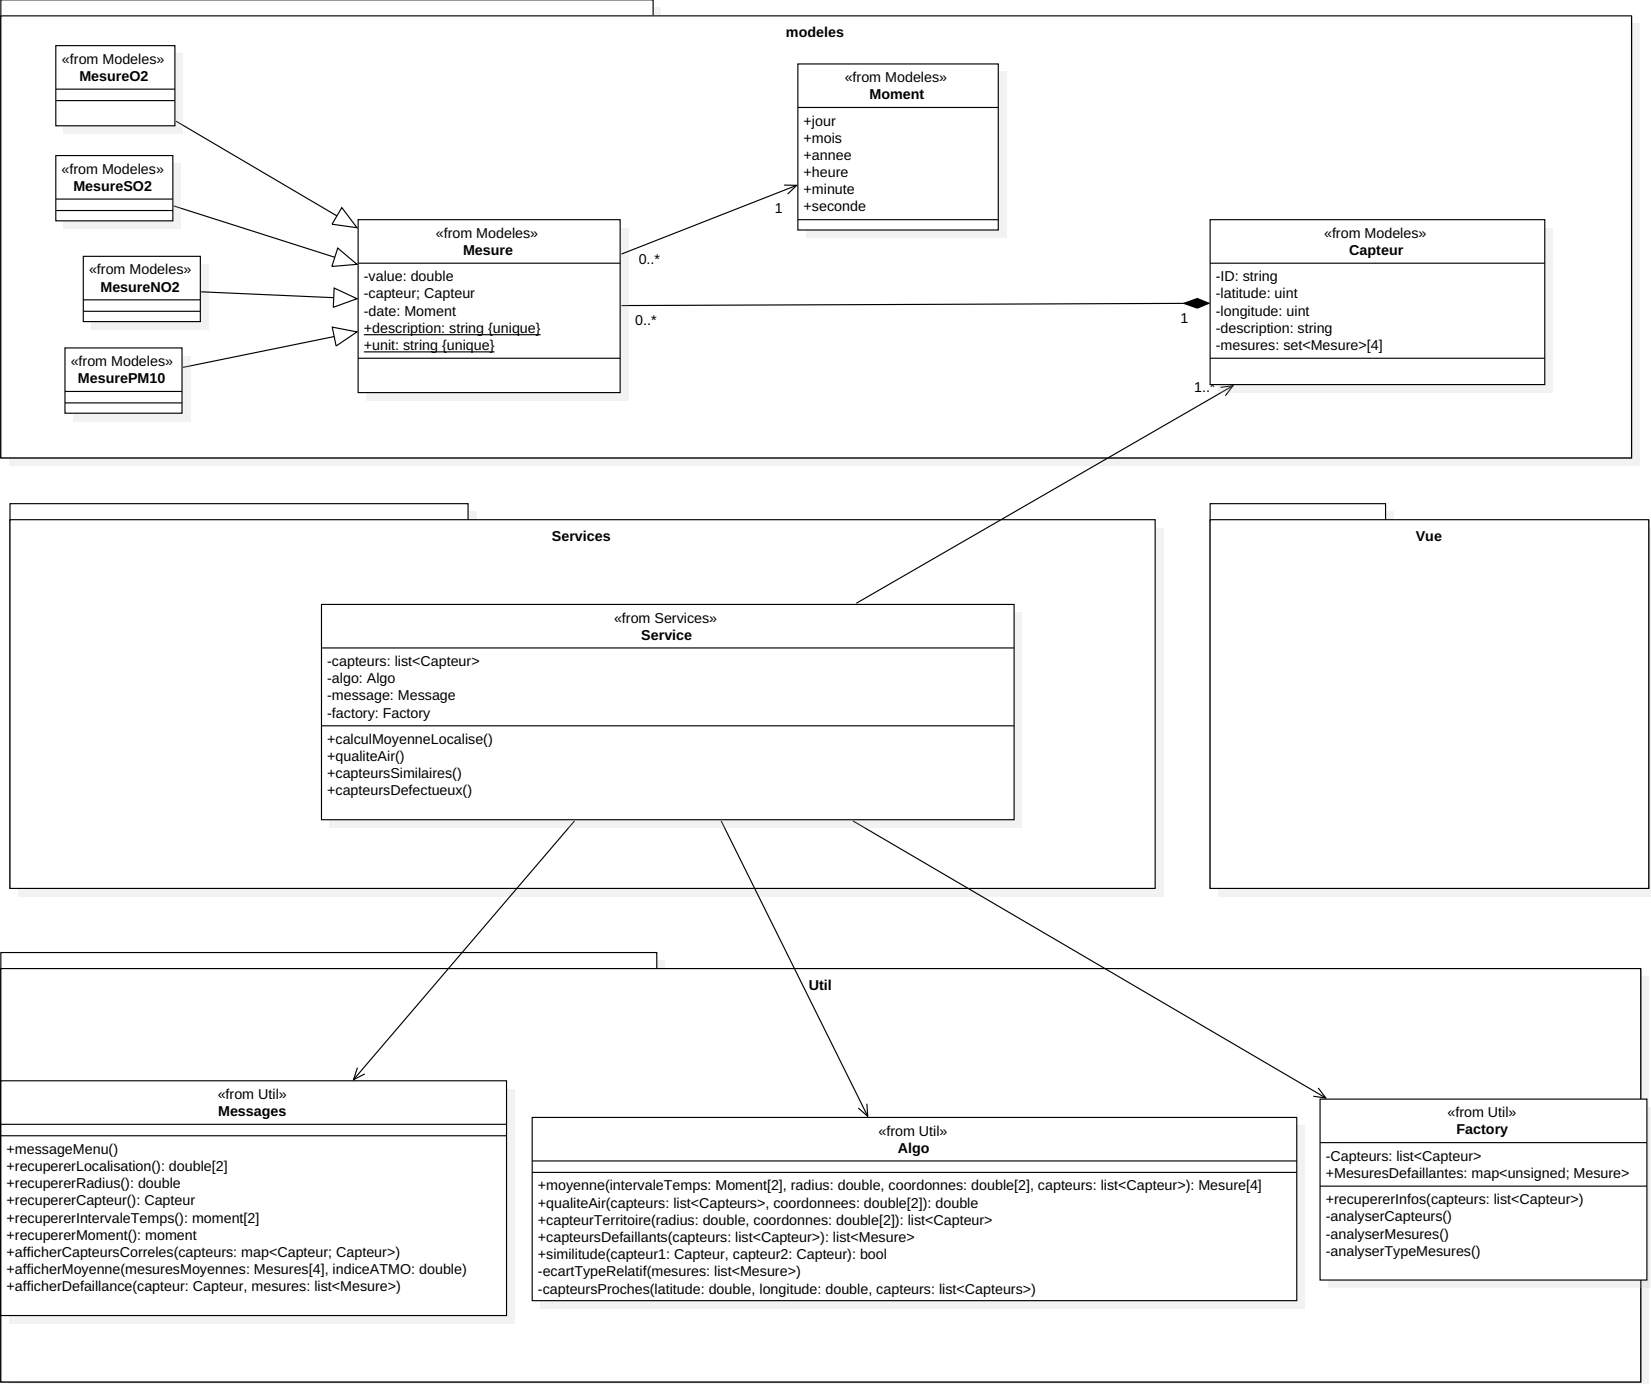 modeles
«from Modeles»
MesureO2
«from Modeles»
MesureSO2
«from Modeles»
MesureNO2
«from Modeles»
MesurePM10
«from Modeles»
Mesure
-value: double
-capteur; Capteur
-date: Moment
+description: string {unique}
+unit: string {unique}
«from Modeles»
Moment
+jour
+mois
+annee
+heure
+minute
+seconde
1
0..*
0..*
1
«from Modeles»
Capteur
-ID: string
-latitude: uint
-longitude: uint
-description: string
-mesures: set<Mesure>[4]
1..*
Services
«from Services»
Service
-capteurs: list<Capteur>
-algo: Algo
-message: Message
-factory: Factory
+calculMoyenneLocalise()
+qualiteAir()
+capteursSimilaires()
+capteursDefectueux()
Vue
Util
«from Util»
Messages
+messageMenu()
+recupererLocalisation(): double[2]
+recupererRadius(): double
+recupererCapteur(): Capteur
+recupererIntervaleTemps(): moment[2]
+recupererMoment(): moment
+afficherCapteursCorreles(capteurs: map<Capteur; Capteur>)
+afficherMoyenne(mesuresMoyennes: Mesures[4], indiceATMO: double)
+afficherDefaillance(capteur: Capteur, mesures: list<Mesure>)
«from Util»
Algo
+moyenne(intervaleTemps: Moment[2], radius: double, coordonnes: double[2], capteurs: list<Capteur>): Mesure[4]
+qualiteAir(capteurs: list<Capteurs>, coordonnees: double[2]): double
+capteurTerritoire(radius: double, coordonnes: double[2]): list<Capteur>
+capteursDefaillants(capteurs: list<Capteur>): list<Mesure>
+similitude(capteur1: Capteur, capteur2: Capteur): bool
-ecartTypeRelatif(mesures: list<Mesure>)
-capteursProches(latitude: double, longitude: double, capteurs: list<Capteurs>)
«from Util»
Factory
-Capteurs: list<Capteur>
+MesuresDefaillantes: map<unsigned; Mesure>
+recupererInfos(capteurs: list<Capteur>)
-analyserCapteurs()
-analyserMesures()
-analyserTypeMesures()